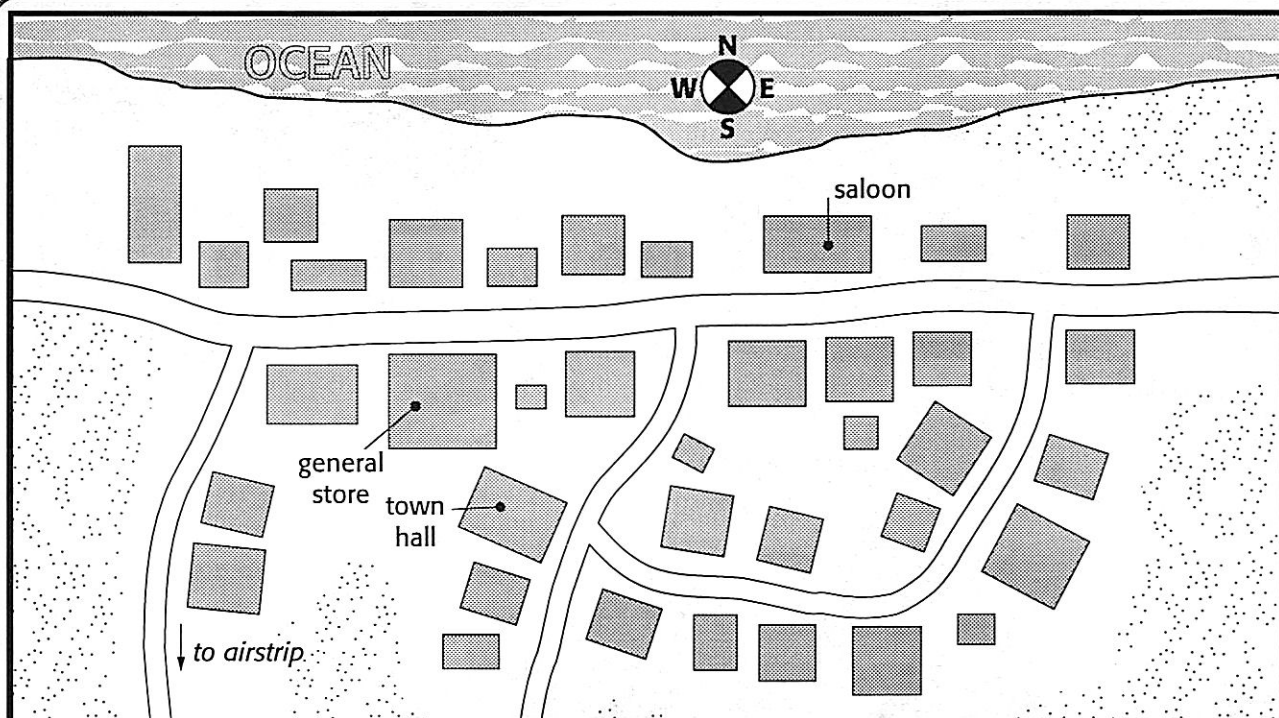 OCEAN
N
W E
S
saloon
general
store
town
hall
to airstrip